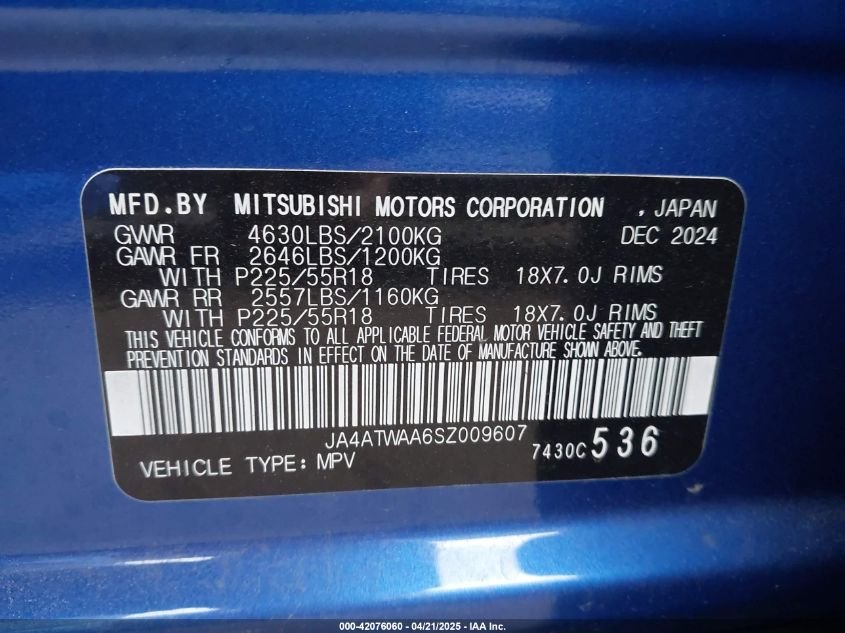 MFD.BY MITSUBISHI MOTORS CORPORATION , JAPAN
GVWR 4630LBS/2100KG DEC 2024
GAWR FR 2646LBS/1200KG
WITH P225/55R18 TIRES 18X7.0J RIMS
GAWR RR 2557LBS/1160KG
WITH P225/55R18 TIRES 18X7.0J RIMS
THIS VEHICLE CONFORMS TO ALL APPLICABLE FEDERAL MOTOR VEHICLE SAFETY AND THEFT
PREVENTION STANDARDS IN EFFECT ON THE DATE OF MANUFACTURE SHOWN ABOVE.
JA4ATWAA6SZ009607
7430C 536
VEHICLE TYPE: MPV
000-42076060 - 04/21/2025 - IAA Inc.